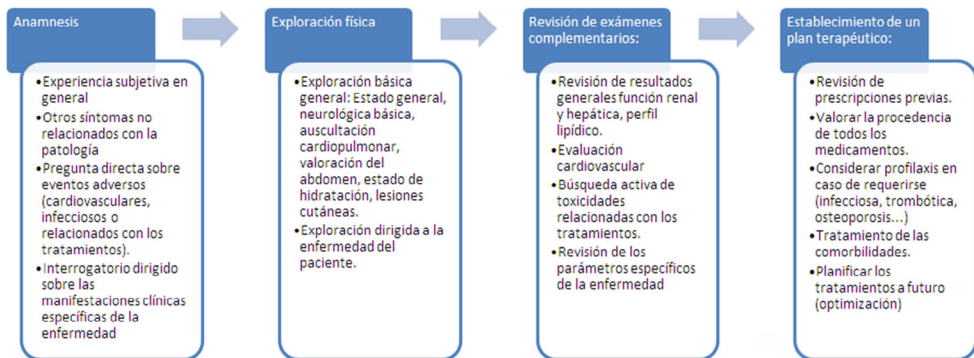 Anamnesis
•Experiencia subjetiva en
general
•Otros síntomas no
relacionados con la
patología
•Pregunta directa sobre
eventos adversos
(cardiovasculares,
infecciosos o
relacionados con los
tratamientos).
•Interrogatorio dirigido
sobre las
manifestaciones clínicas
específicas de la
enfermedad
Exploración física
•Exploración básica
general: Estado general,
neurológica básica,
auscultación
cardiopulmonar,
valoración del
abdomen, estado de
hidratación, lesiones
cutáneas.
•Exploración dirigida a la
enfermedad del
paciente.
Revisión de exámenes
complementarios:
•Revisión de resultados
generales función renal
y hepática, perfil
lipídico.
•Evaluación
cardiovascular
•Búsqueda activa de
toxicidades
relacionadas con los
tratamientos.
•Revisión de los
parámetros específicos
de la enfermedad
Establecimiento de un
plan terapéutico:
•Revisión de
prescripciones previas.
•Valorar la procedencia
de todos los
medicamentos.
•Considerar profilaxis en
caso de requerirse
(infecciosa, trombótica,
osteoporosis...)
•Tratamiento de las
comorbilidades.
•Planificar los
tratamientos a futuro
(optimización)